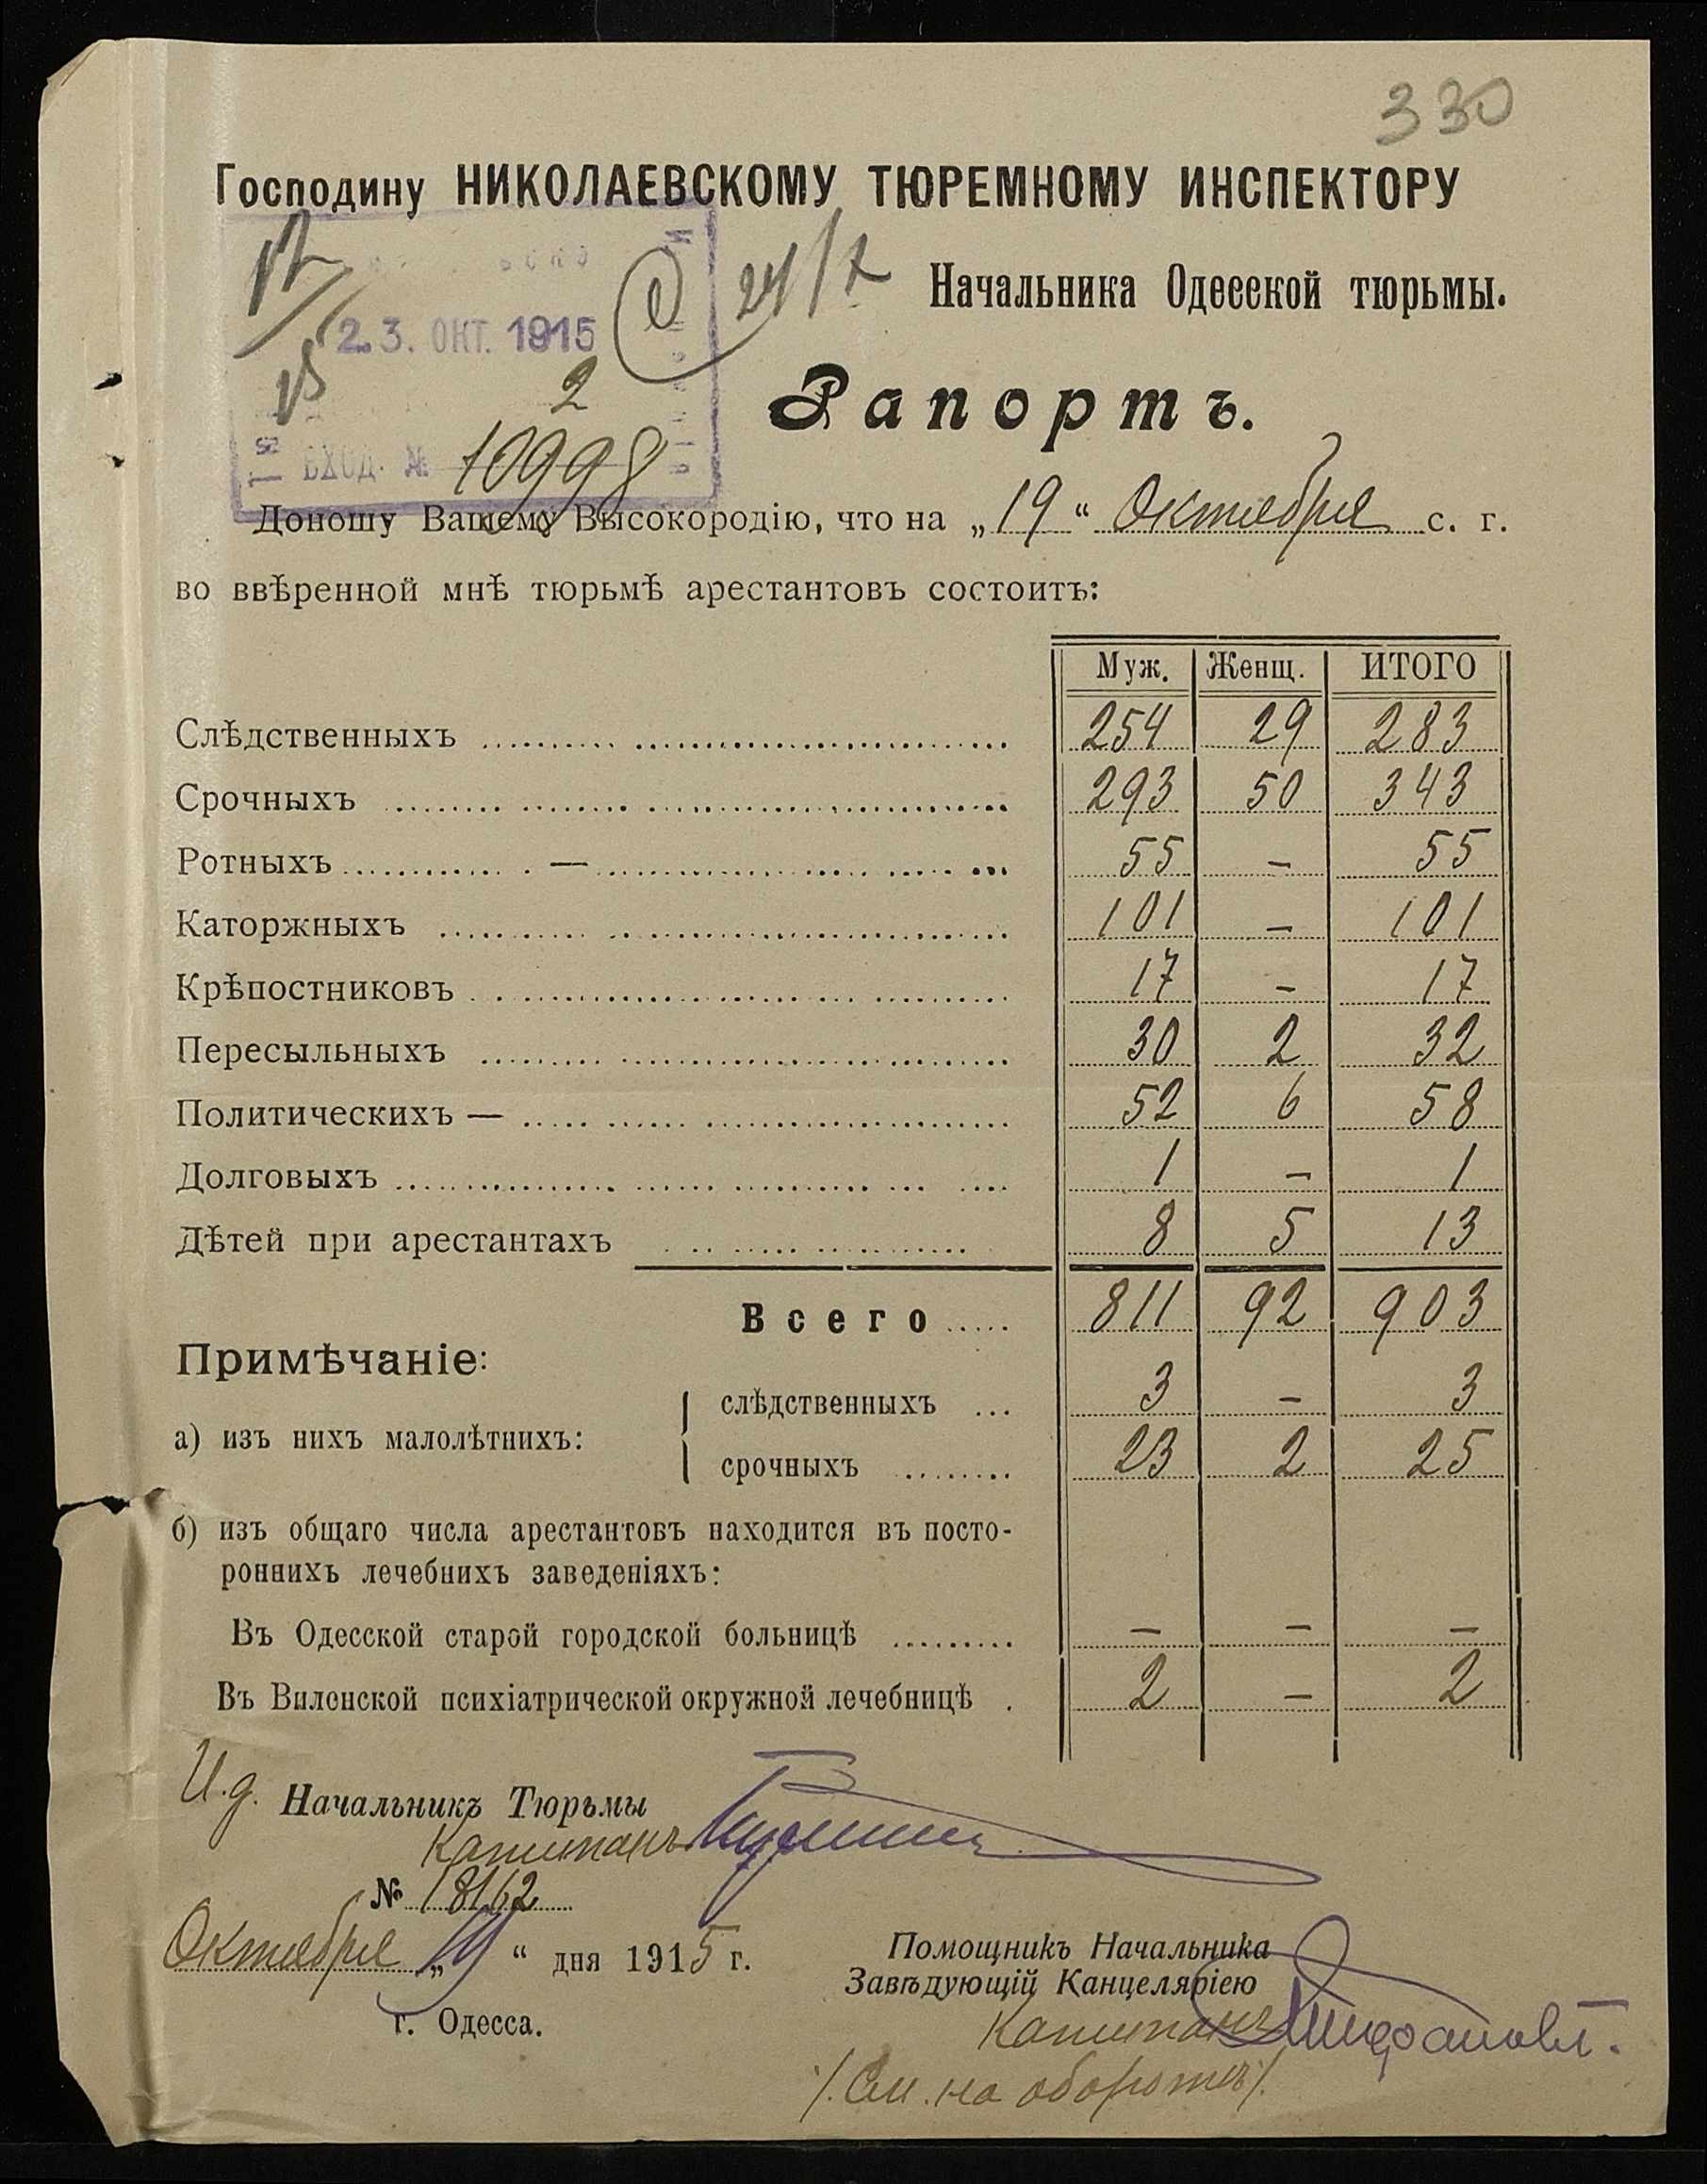 330
Господину НИКОЛАЕВСКОМУ ТЮРЕМНОМУ ИНСПЕКТОРУ
24/X
Начальника Одесской тюрьмы.
23. ОКТ. 1915
2
Рапортъ.
ВХОД. № 10998
Доношу Вашему Высокородію, что на „19“ Октября с. г.
во ввѣренной мнѣ тюрьмѣ арестантовъ состоитъ:
Муж. Женщ. ИТОГО
Слѣдственныхъ 254 29 283
Срочныхъ 293 50 343
Ротныхъ — 55 – 55
Каторжныхъ 101 – 101
Крѣпостниковъ 17 – 17
Пересыльныхъ 30 2 32
Политическихъ — 52 6 58
Долговыхъ 1 – 1
Дѣтей при арестантахъ 8 5 13
Всего 811 92 903
Примѣчаніе:
а) изъ нихъ малолѣтнихъ:
слѣдственныхъ 3 – 3
срочныхъ 23 2 25
б) изъ общаго числа арестантовъ находится въ посто-
роннихъ лечебнихъ заведеніяхъ:
Въ Одесской старой городской больницѣ – – –
Въ Виленской психіатрической окружной лечебницѣ 2 – 2
И.д. Начальникъ Тюрьмы
Капитанъ
№ 18162
Октября „19“ дня 1915 г.
г. Одесса.
Помощникъ Начальника
Завѣдующій Канцеляріею
Капитанъ
/. См. на оборотѣ /.